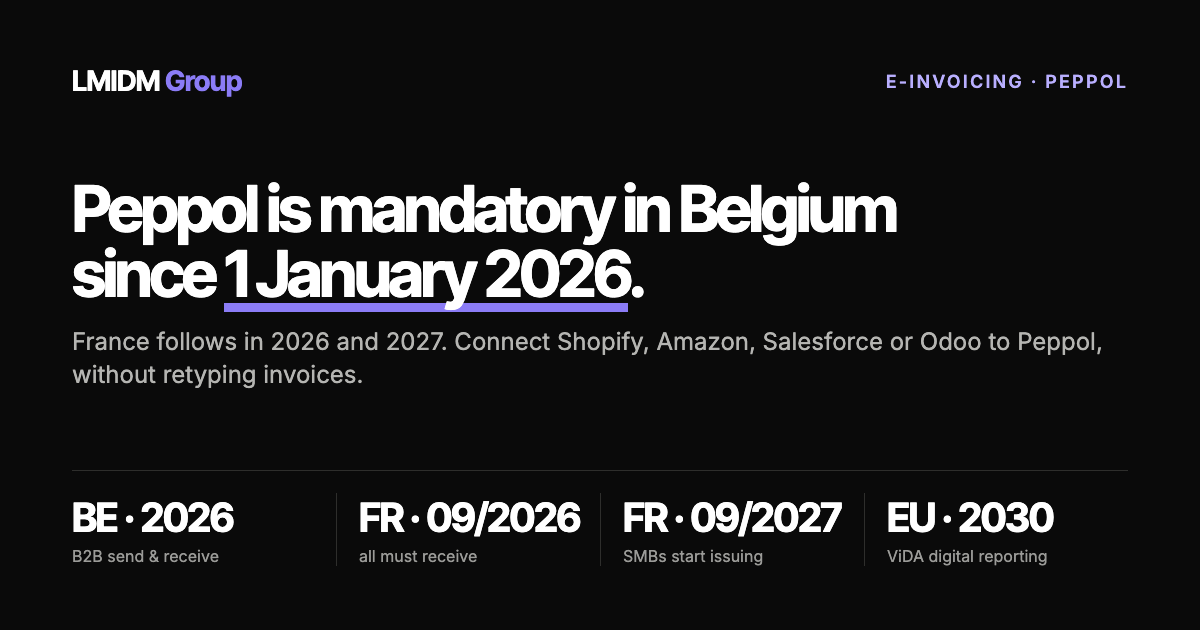 LMIDM Group
E-INVOICING · PEPPOL
Peppol is mandatory in Belgium
since 1 January 2026.
France follows in 2026 and 2027. Connect Shopify, Amazon, Salesforce or Odoo to Peppol,
without retyping invoices.
BE · 2026
B2B send & receive
FR · 09/2026
all must receive
FR · 09/2027
SMBs start issuing
EU · 2030
ViDA digital reporting